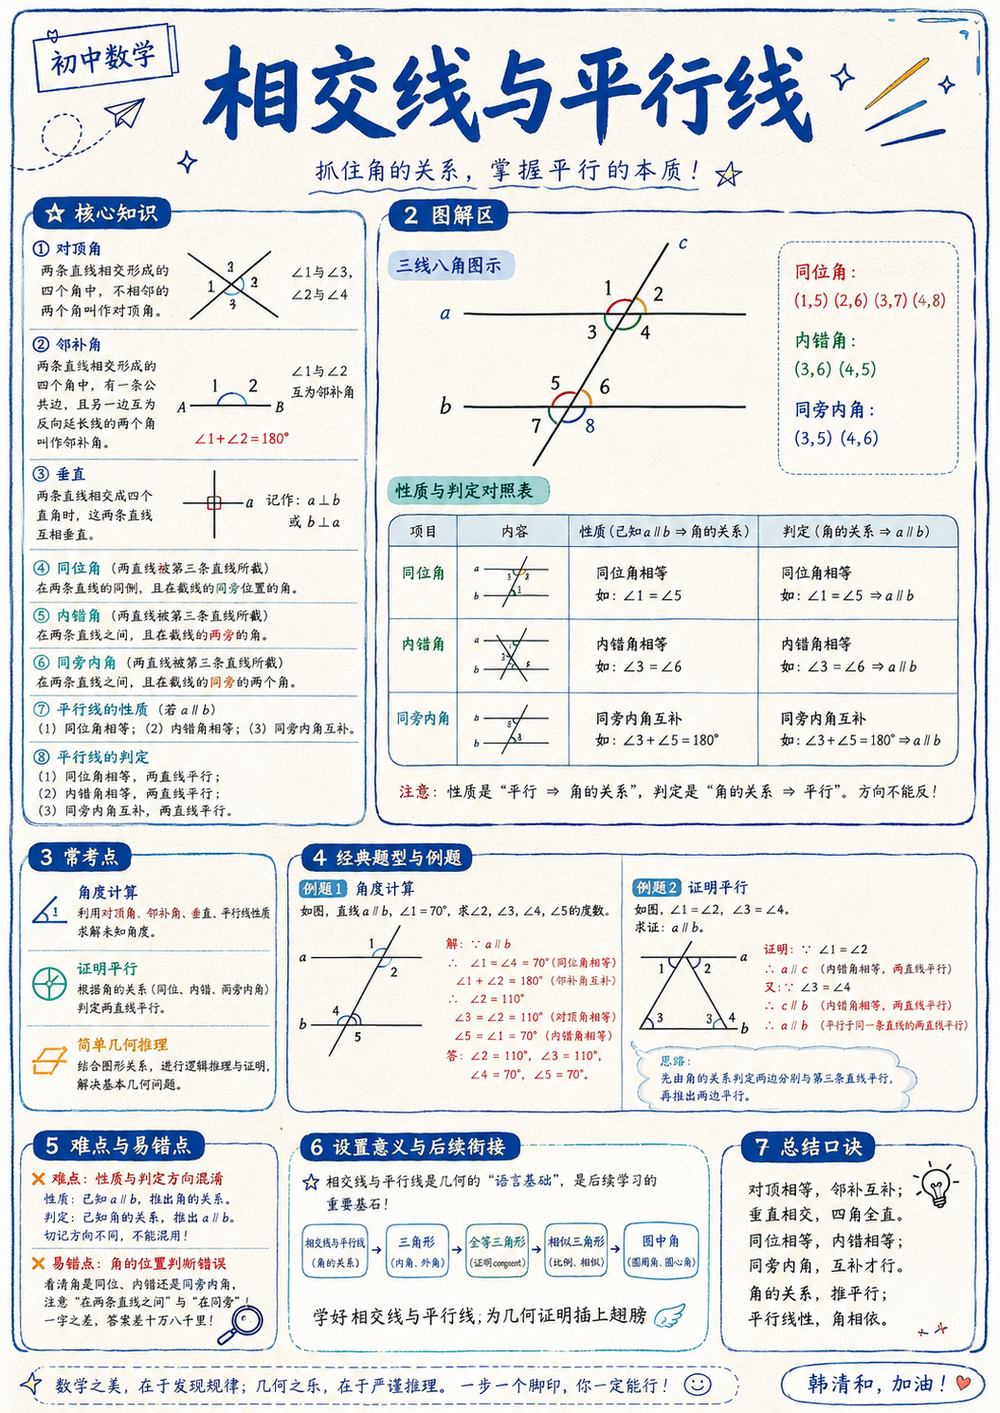 初中数学
相交线与平行线
抓住角的关系，掌握平行的本质！
☆ 核心知识
① 对顶角
两条直线相交形成的
四个角中，不相邻的
两个角叫作对顶角。
1 2 3
∠1与∠3，
∠2与∠4
② 邻补角
两条直线相交形成的
四个角中，有一条公
共边，且另一边互为
反向延长线的两个角
叫作邻补角。
1 2
A B
∠1与∠2
互为邻补角
∠1+∠2=180°
③ 垂直
两条直线相交成四个
直角时，这两条直线
互相垂直。
a
记作：a⊥b
或 b⊥a
④ 同位角（两直线被第三条直线所截）
在两条直线的同侧，且在截线的同旁位置的角。
⑤ 内错角（两直线被第三条直线所截）
在两条直线之间，且在截线的两旁的角。
⑥ 同旁内角（两直线被第三条直线所截）
在两条直线之间，且在截线的同旁的两个角。
⑦ 平行线的性质（若a∥b）
（1）同位角相等；（2）内错角相等；（3）同旁内角互补。
⑧ 平行线的判定
（1）同位角相等，两直线平行；
（2）内错角相等，两直线平行；
（3）同旁内角互补，两直线平行。
2 图解区
三线八角图示
c
1 2
a
3 4
5 6
b
7 8
同位角：
(1,5) (2,6) (3,7) (4,8)
内错角：
(3,6) (4,5)
同旁内角：
(3,5) (4,6)
性质与判定对照表
项目 内容 性质（已知a∥b ⇒ 角的关系） 判定（角的关系 ⇒ a∥b）
同位角 a b 同位角相等 同位角相等
如：∠1=∠5 如：∠1=∠5 ⇒ a∥b
内错角 a b 内错角相等 内错角相等
如：∠3=∠6 如：∠3=∠6 ⇒ a∥b
同旁内角 a b 同旁内角互补 同旁内角互补
如：∠3+∠5=180° 如：∠3+∠5=180° ⇒ a∥b
注意：性质是“平行 ⇒ 角的关系”，判定是“角的关系 ⇒ 平行”。方向不能反！
3 常考点
1
角度计算
利用对顶角、邻补角、垂直、平行线性质
求解未知角度。
证明平行
根据角的关系（同位、内错、两旁内角）
判定两直线平行。
简单几何推理
结合图形关系，进行逻辑推理与证明，
解决基本几何问题。
4 经典题型与例题
例题1 角度计算
如图，直线a∥b，∠1=70°，求∠2，∠3，∠4，∠5的度数。
1
a
2
4
b
5
解：∵ a∥b
∴ ∠1=∠4=70°（同位角相等）
∠1+∠2=180°（邻补角互补）
∴ ∠2=110°
∠3=∠2=110°（对顶角相等）
∠5=∠1=70°（内错角相等）
答：∠2=110°，∠3=110°，
∠4=70°，∠5=70°。
例题2 证明平行
如图，∠1=∠2，∠3=∠4。
求证：a∥b。
a
1 2
3 3 4
b
证明：∵ ∠1=∠2
∴ a∥c （内错角相等，两直线平行）
又：∵ ∠3=∠4
∴ c∥b （内错角相等，两直线平行）
∴ a∥b （平行于同一条直线的两直线平行）
思路：
先由角的关系判定两边分别与第三条直线平行，
再推出两边平行。
5 难点与易错点
✕ 难点：性质与判定方向混淆
性质：已知a∥b，推出角的关系。
判定：已知角的关系，推出a∥b。
切记方向不同，不能混用！
✕ 易错点：角的位置判断错误
看清角是同位、内错还是同旁内角，
注意“在两条直线之间”与“在同旁”！
一字之差，答案差十万八千里！
6 设置意义与后续衔接
☆ 相交线与平行线是几何的“语言基础”，是后续学习的
重要基石！
相交线与平行线 → 三角形 → 全等三角形 → 相似三角形 → 圆中角
（角的关系） （内角、外角） （比例、相似） （圆周角、圆心角）
学好相交线与平行线，为几何证明插上翅膀
7 总结口诀
对顶相等，邻补互补；
垂直相交，四角全直。
同位相等，内错相等；
同旁内角，互补才行。
角的关系，推平行；
平行线性，角相依。
数学之美，在于发现规律；几何之乐，在于严谨推理。一步一个脚印，你一定能行！
韩清和，加油！